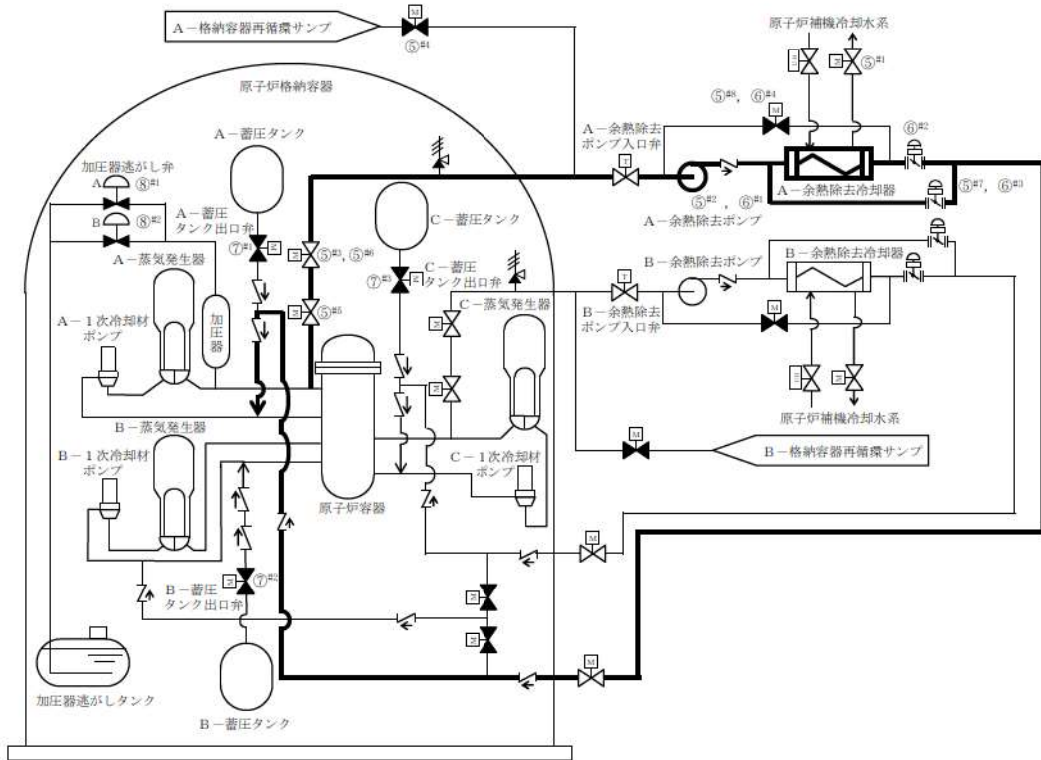 A－格納容器再循環サンプ
M
⑤#4
原子炉補機冷却水系
M
⑤#1
原子炉格納容器
⑤#8，⑥#4
M
A－蓄圧タンク
A－余熱除去
ポンプ入口弁
T
⑥#2
加圧器逃がし弁
A
⑧#1
B
⑧#2
A－蓄圧
タンク出口弁
⑦#1
M
C－蓄圧タンク
A－余熱除去冷却器
⑤#2，⑥#1
⑤#7，⑥#3
A－余熱除去ポンプ
M
⑤#3，⑤#6
A－蒸気発生器
C－蓄圧
タンク出口弁
⑦#3
M
B－余熱除去ポンプ
B－余熱除去冷却器
T
M
⑤#5
C－蒸気発生器
B－余熱除去
ポンプ入口弁
M
A－1次冷却材
ポンプ
加圧器
M
M
M
原子炉補機冷却水系
B－蒸気発生器
M
B－格納容器再循環サンプ
B－1次冷却材
ポンプ
C－1次冷却材
ポンプ
原子炉容器
M
M
⑦#2
B－蓄圧
タンク出口弁
M
M
M
加圧器逃がしタンク
B－蓄圧タンク